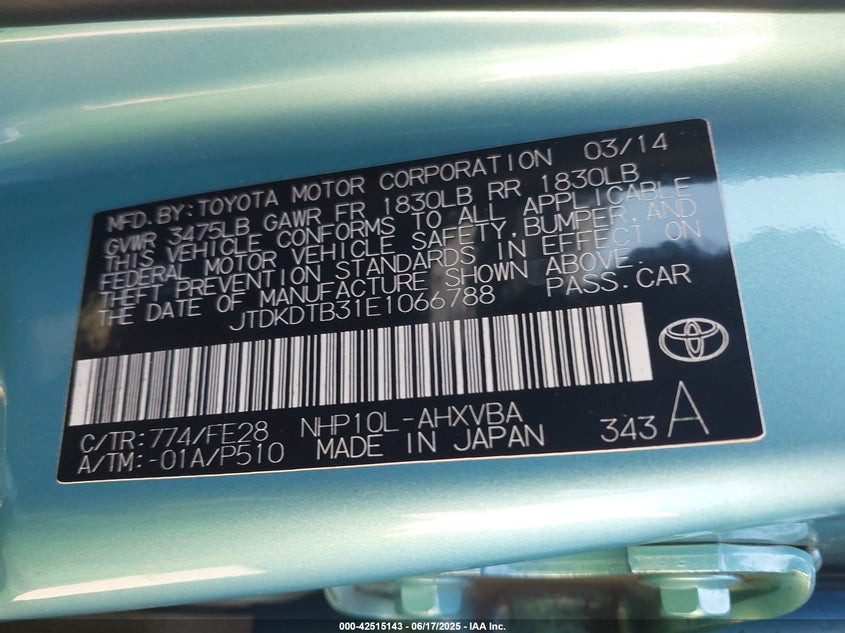 MFD. BY: TOYOTA MOTOR CORPORATION 03/14
GVWR 3475LB GAWR FR 1830LB RR 1830LB
THIS VEHICLE CONFORMS TO ALL APPLICABLE
FEDERAL MOTOR VEHICLE SAFETY, BUMPER, AND
THEFT PREVENTION STANDARDS IN EFFECT ON
THE DATE OF MANUFACTURE SHOWN ABOVE.
JTDKDTB31E1066788 PASS. CAR
C/TR: 774/FE28 NHP10L-AHXVBA
A/TM: -01A/P510 MADE IN JAPAN 343 A
000-42515143 - 06/17/2025 - IAA Inc.